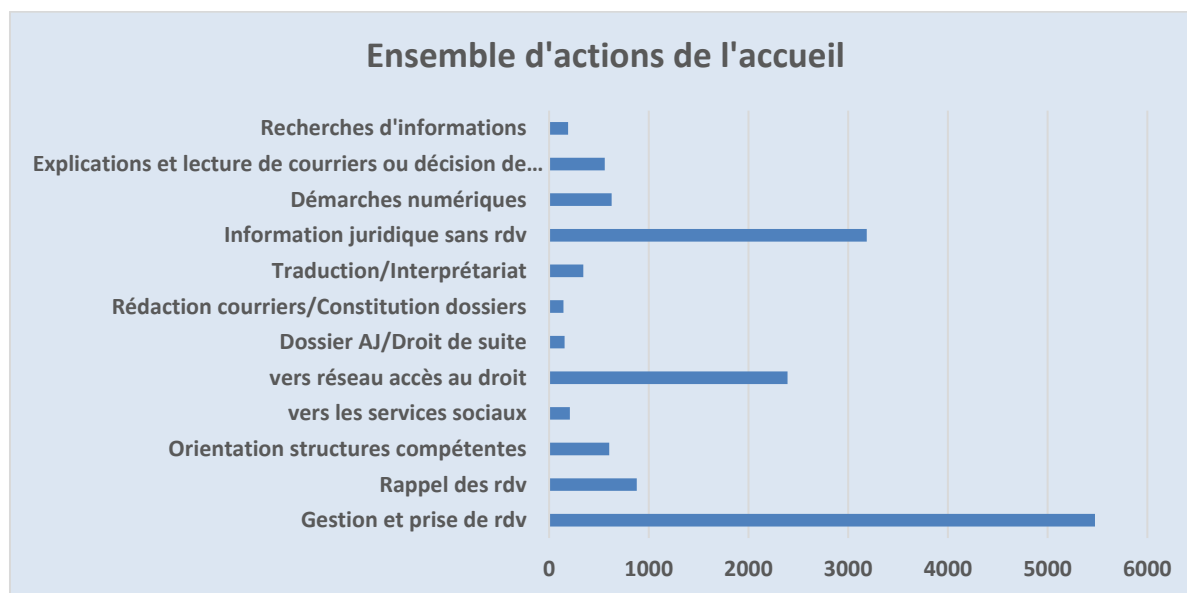 Ensemble d'actions de l'accueil
Recherches d'informations
Explications et lecture de courriers ou décision de…
Démarches numériques
Information juridique sans rdv
Traduction/Interprétariat
Rédaction courriers/Constitution dossiers
Dossier AJ/Droit de suite
vers réseau accès au droit
vers les services sociaux
Orientation structures compétentes
Rappel des rdv
Gestion et prise de rdv
0 1000 2000 3000 4000 5000 6000